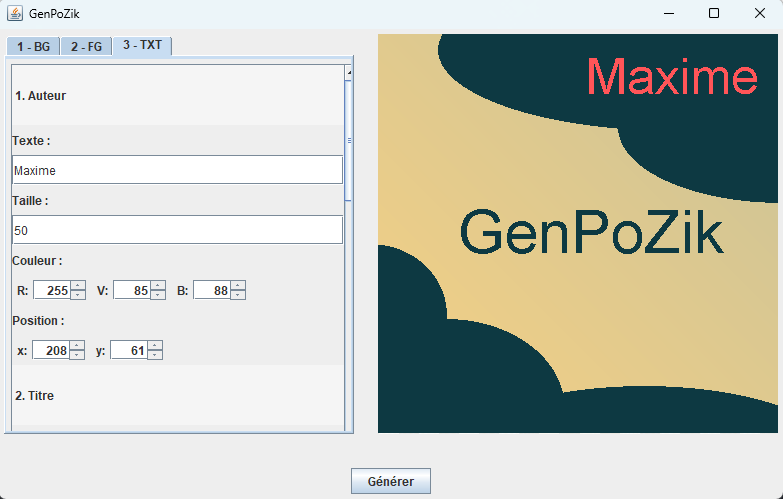 GenPoZik
1 - BG 2 - FG 3 - TXT
1. Auteur
Texte :
Maxime
Taille :
50
Couleur :
R: 255 V: 85 B: 88
Position :
x: 208 y: 61
2. Titre
Maxime
GenPoZik
Générer